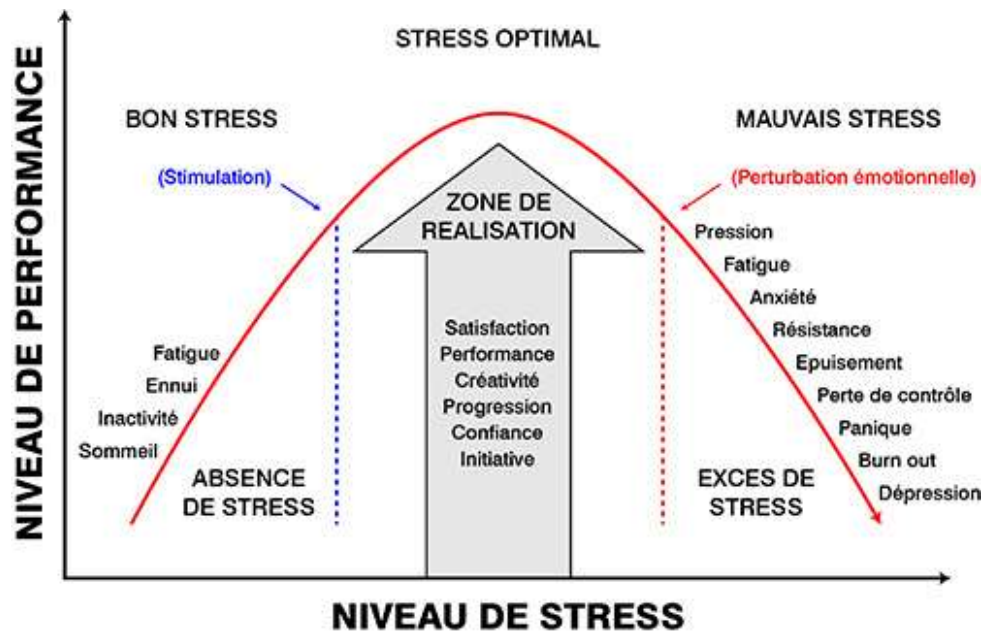 STRESS OPTIMAL
BON STRESS
MAUVAIS STRESS
(Stimulation)
(Perturbation émotionnelle)
ZONE DE
REALISATION
Satisfaction
Performance
Créativité
Progression
Confiance
Initiative
Fatigue
Ennui
Inactivité
Sommeil
ABSENCE
DE STRESS
Pression
Fatigue
Anxiété
Résistance
Epuisement
Perte de contrôle
Panique
Burn out
Dépression
EXCES DE
STRESS
NIVEAU DE PERFORMANCE
NIVEAU DE STRESS